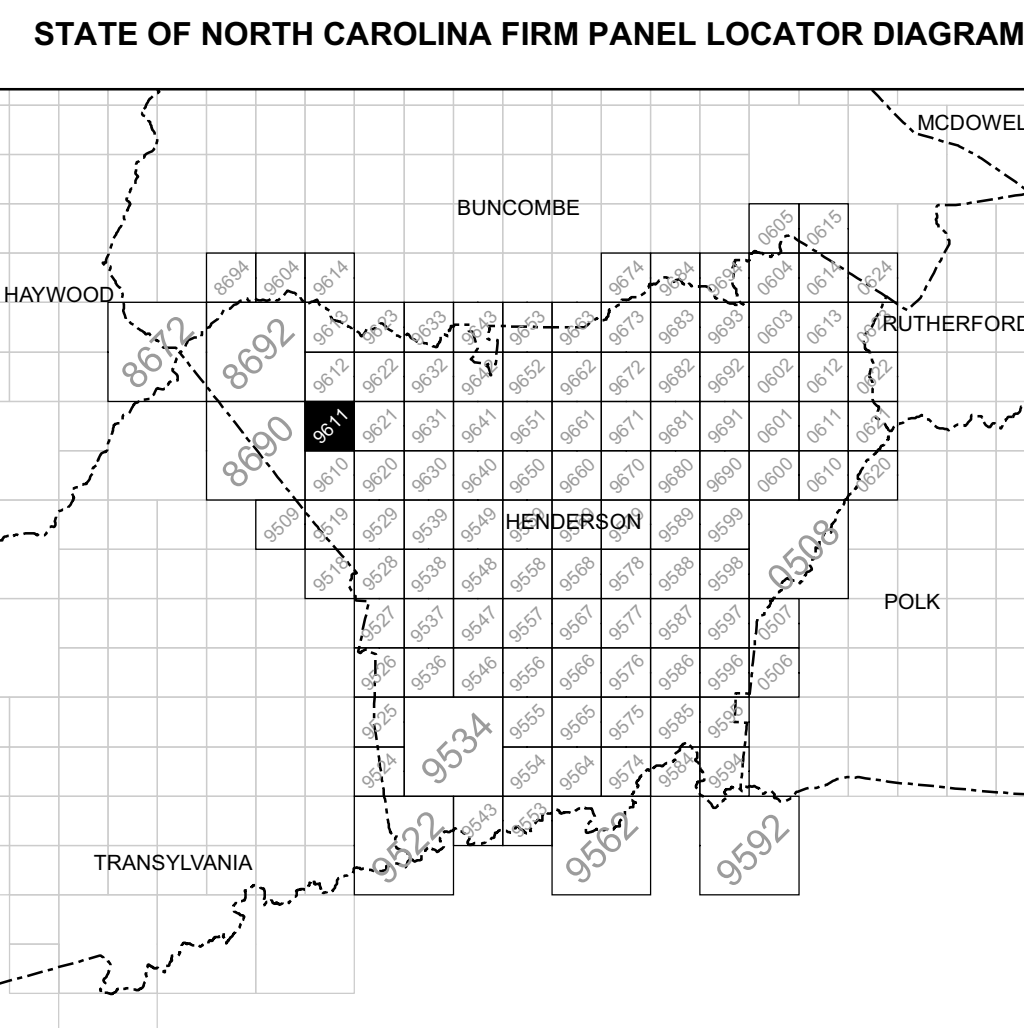 STATE OF NORTH CAROLINA FIRM PANEL LOCATOR DIAGRAM
MCDOWEL
BUNCOMBE
0605 0615
HAYWOOD
8694 9604 9614 9674 9684 9694 0604 0614 0624
RUTHERFORD
8672 8692
9613 9623 9633 9643 9653 9663 9673 9683 9693 0603 0613
9612 9622 9632 9642 9652 9662 9672 9682 9692 0602 0612 0622
8690
9611 9621 9631 9641 9651 9661 9671 9681 9691 0601 0611 0621
9610 9620 9630 9640 9650 9660 9670 9680 9690 0600 0610 0620
HENDERSON
9509 9519 9529 9539 9549 9589 9599
0508
9518 9528 9538 9548 9558 9568 9578 9588 9598
POLK
9527 9537 9547 9557 9567 9577 9587 9597 0507
9526 9536 9546 9556 9566 9576 9586 9596 0506
9534
9525 9555 9565 9575 9585 9595
9524 9554 9564 9574 9584 9594
9522 9543 9553 9562 9592
TRANSYLVANIA